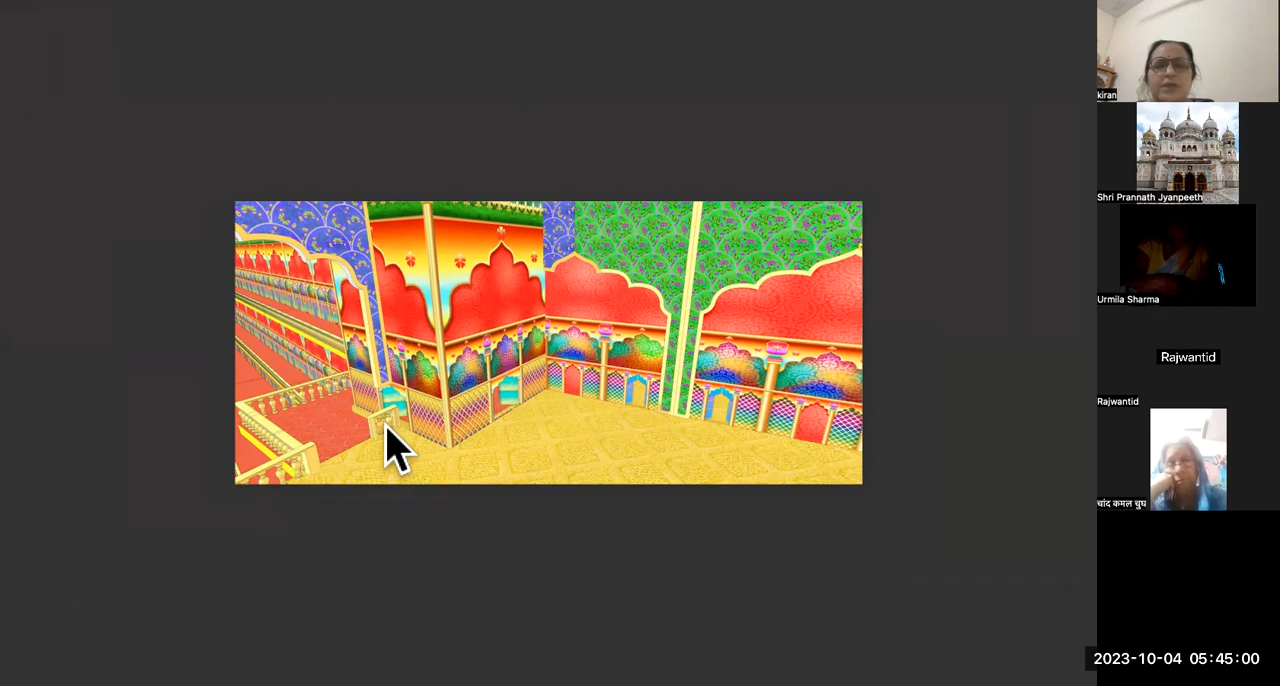 kiran
Shri Prannath Jyanpeeth
Urmila Sharma
Rajwantid
Rajwantid
चांद कमल चुघ
2023-10-04 05:45:00